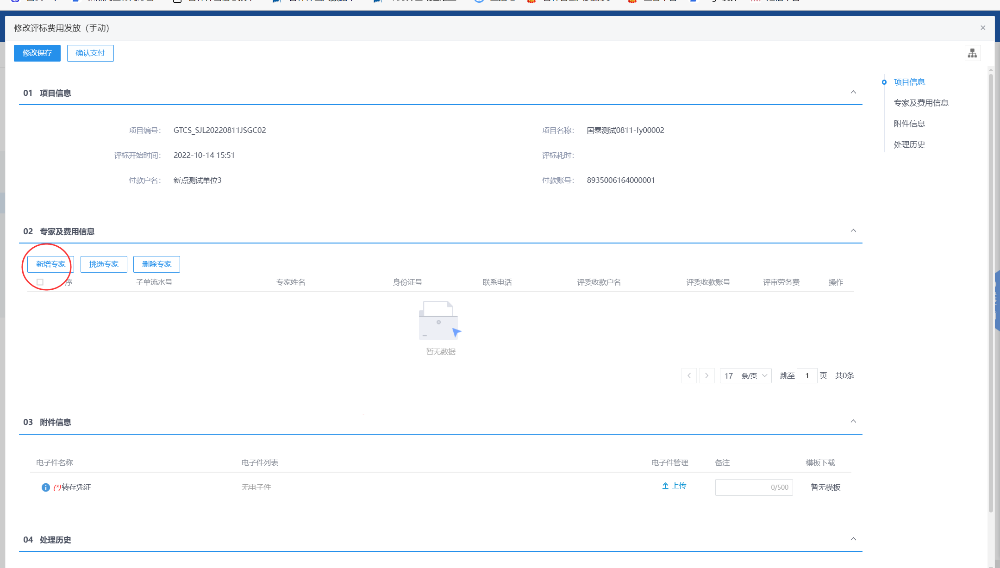 修改评标费用发放（手动）
修改保存 确认支付
01 项目信息
项目信息
专家及费用信息
附件信息
处理历史
项目编号： GTCS_SJL20220811JSGC02 项目名称： 国泰测试0811-fy00002
评标开始时间： 2022-10-14 15:51 评标耗时：
付款户名： 新点测试单位3 付款账号： 8935006164000001
02 专家及费用信息
新增专家 挑选专家 删除专家
序 子单流水号 专家姓名 身份证号 联系电话 评委收款户名 评委收款账号 评审劳务费 操作
暂无数据
17 条/页 跳至 1 页 共0条
03 附件信息
电子件名称 电子件列表 电子件管理 备注 模板下载
(*)转存凭证 无电子件 上传 0/500 暂无模板
04 处理历史